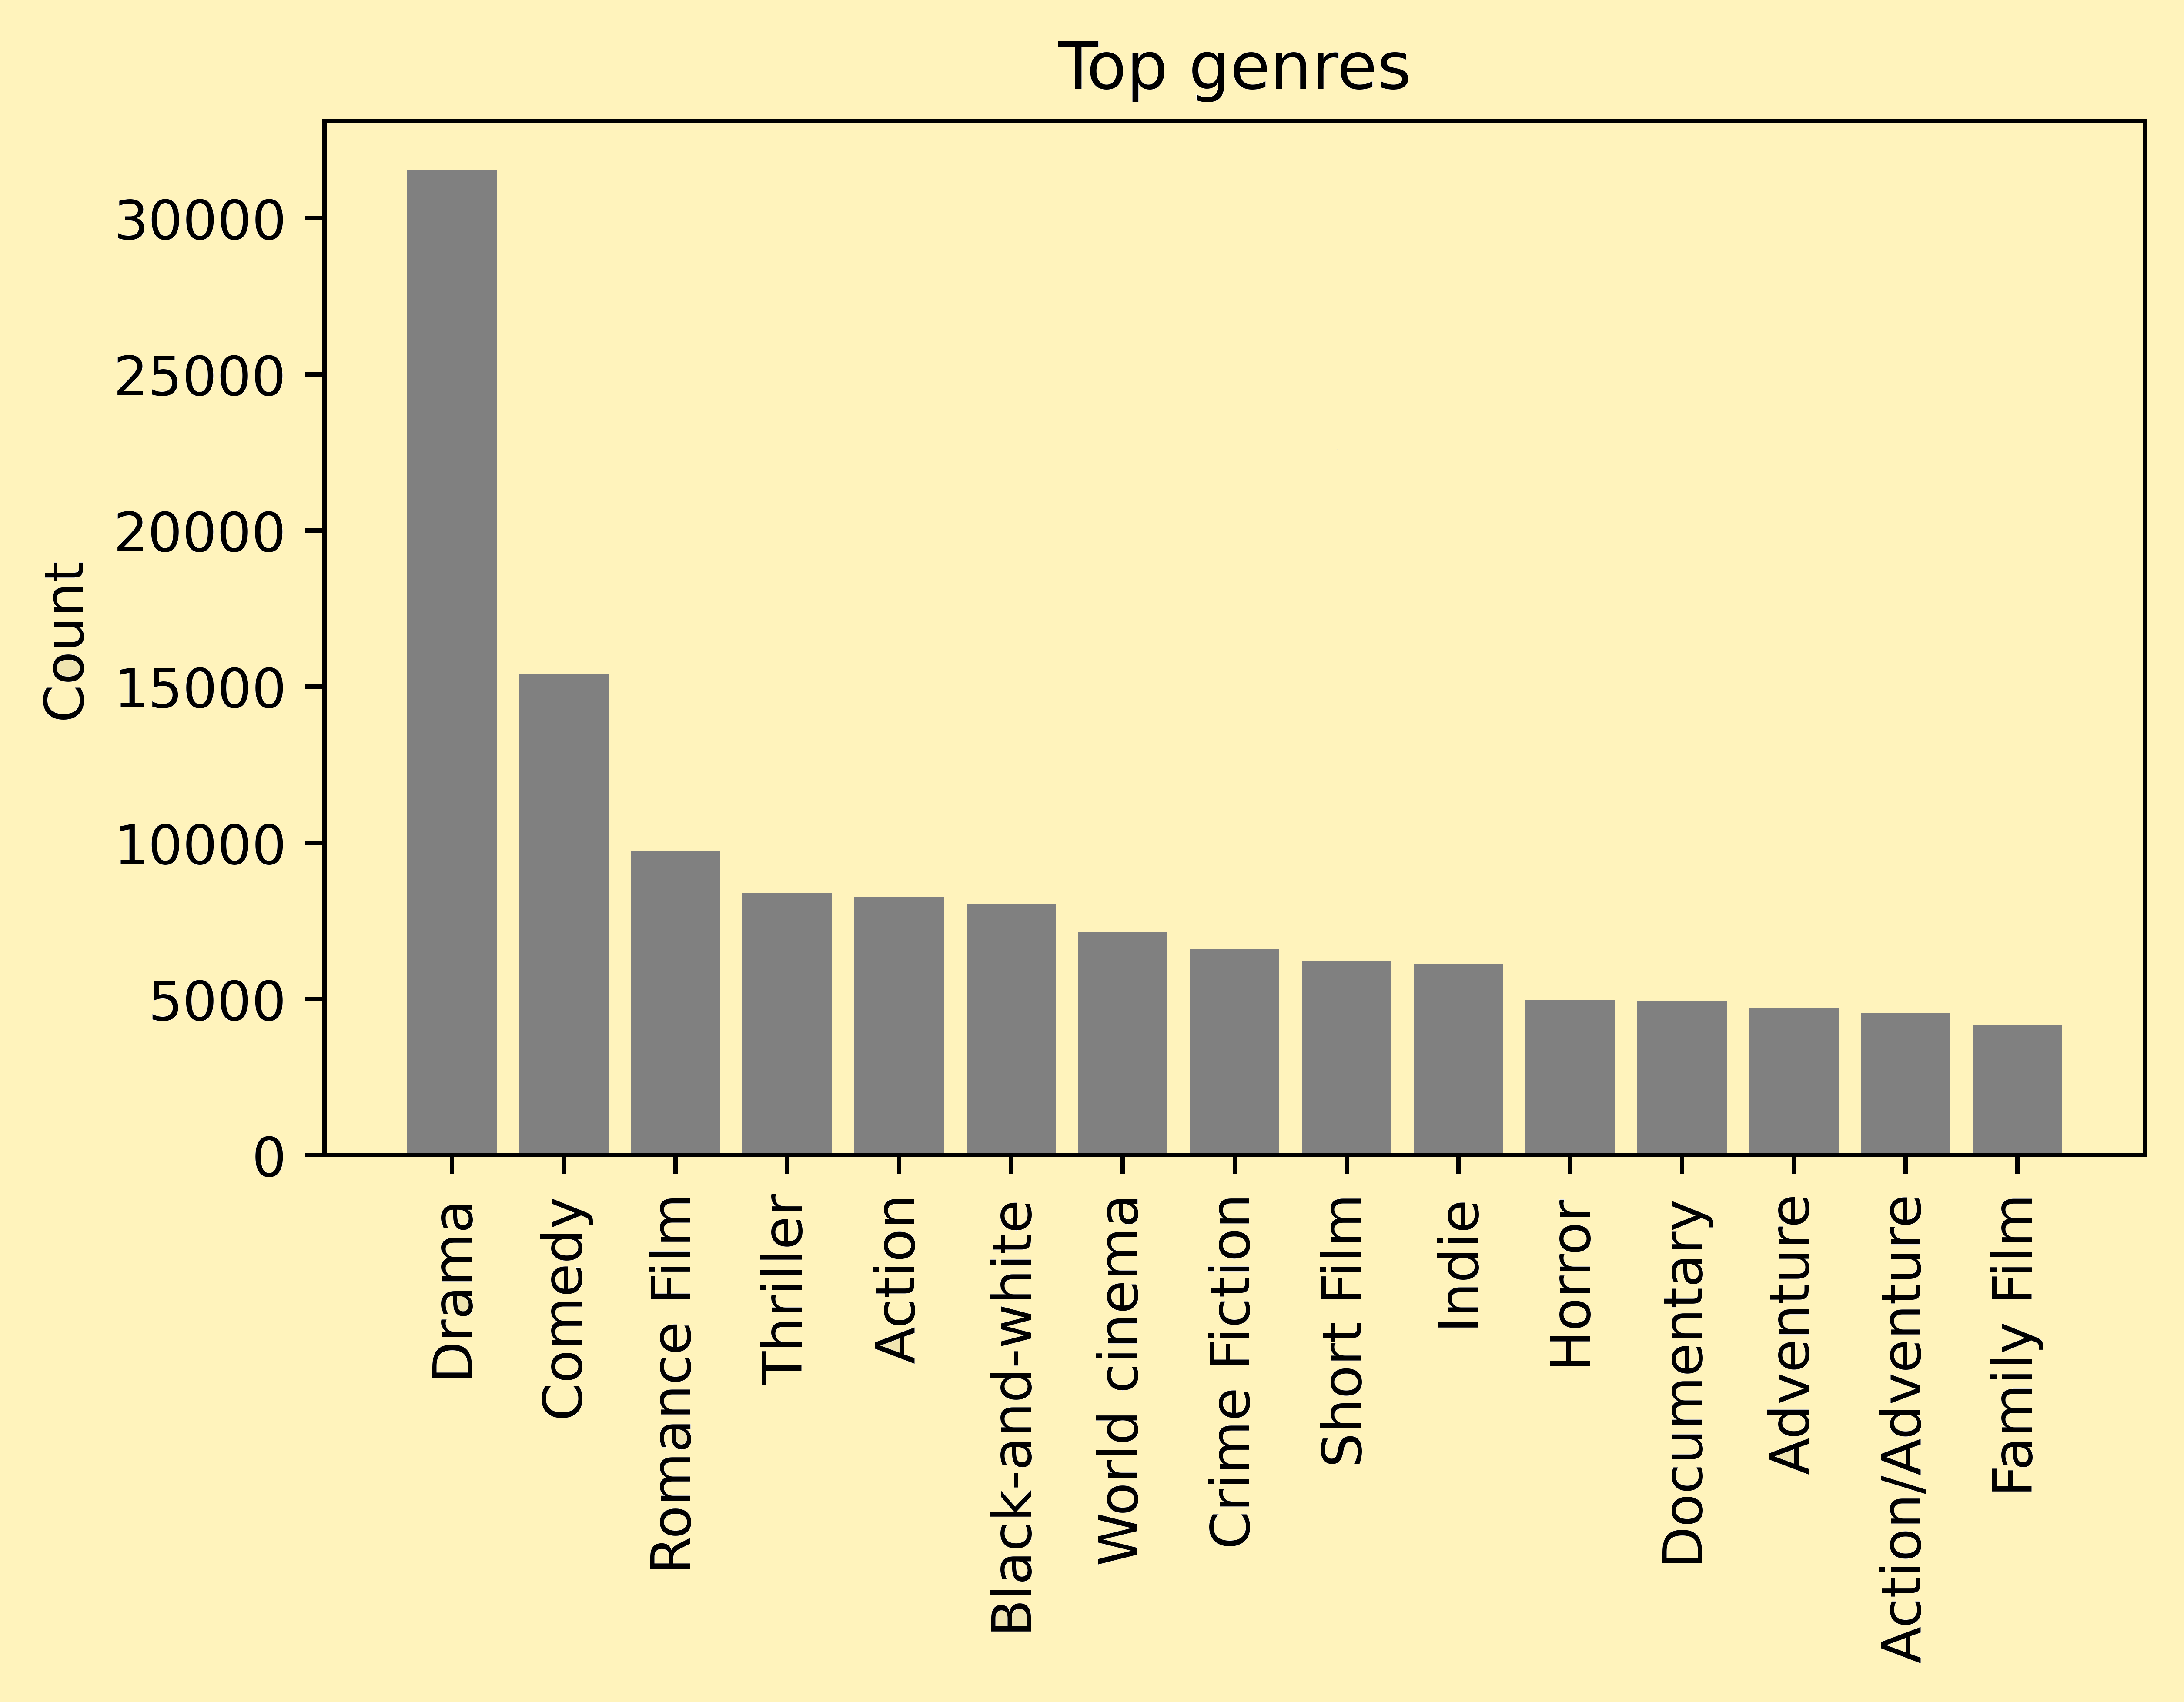 Top genres
Count
30000
25000
20000
15000
10000
5000
0
Drama
Comedy
Romance Film
Thriller
Action
Black-and-white
World cinema
Crime Fiction
Short Film
Indie
Horror
Documentary
Adventure
Action/Adventure
Family Film